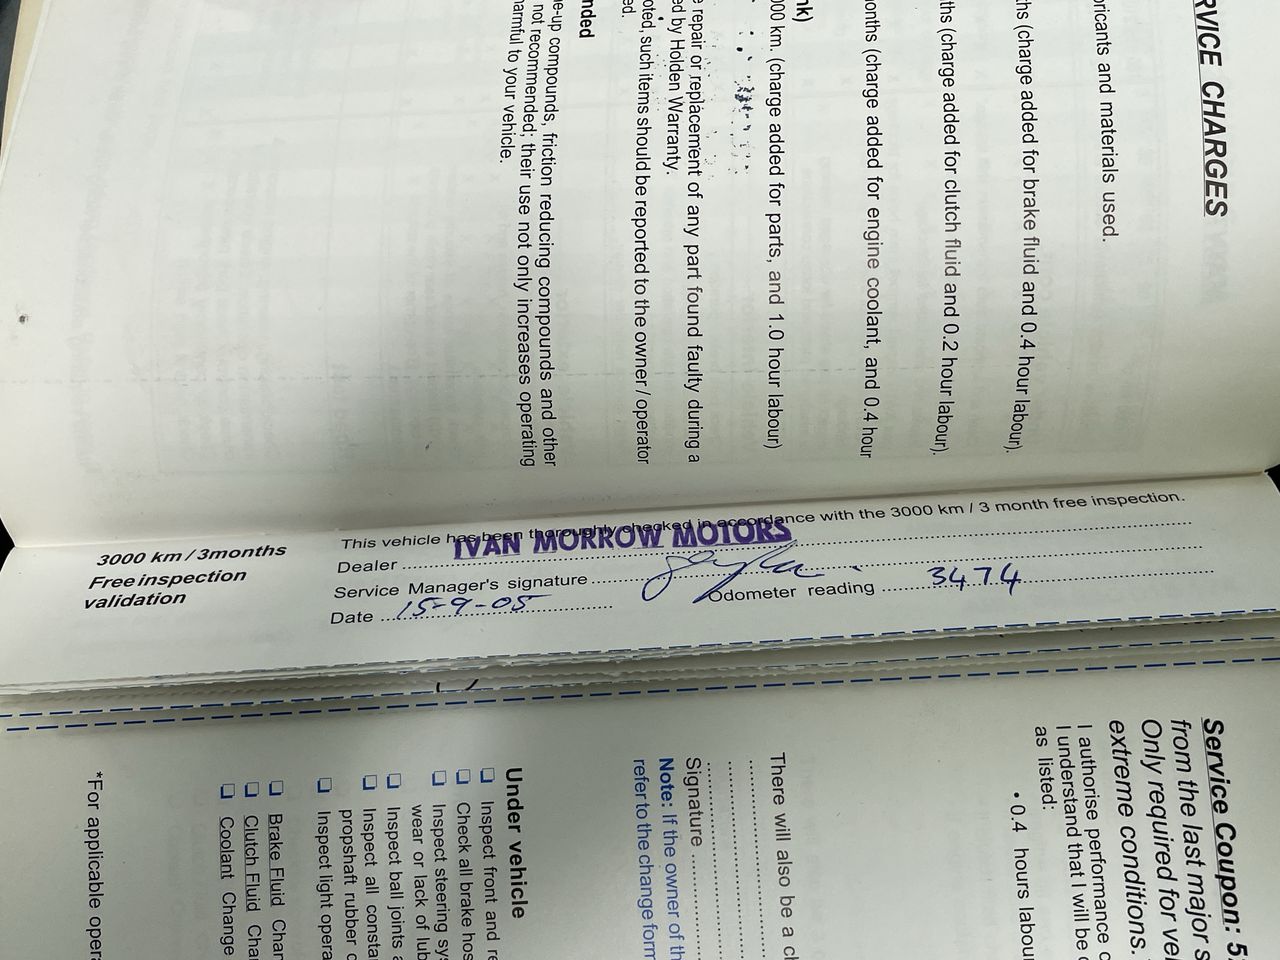 RVICE CHARGES
bricants and materials used.
ths (charge added for brake fluid and 0.4 hour labour).
ths (charge added for clutch fluid and 0.2 hour labour).
onths (charge added for engine coolant, and 0.4 hour
nk)
000 km. (charge added for parts, and 1.0 hour labour)
e repair or replacement of any part found faulty during a
ed by Holden Warranty.
oted, such items should be reported to the owner / operator
ed.
nded
e-up compounds, friction reducing compounds and other
not recommended; their use not only increases operating
armful to your vehicle.
3000 km / 3months
Free inspection
validation
This vehicle has been thoroughly checked in accordance with the 3000 km / 3 month free inspection.
IVAN MORROW MOTORS
Dealer
Service Manager's signature
Date 15-9-05 Odometer reading 3474
Service Coupon: 5
from the last major s
Only required for ve
extreme conditions.
I authorise performance
I understand that I will be
as listed:
• 0.4 hours labou
There will also be a c
Signature
Note: If the owner of th
refer to the change form
Under vehicle
❑ Inspect front and re
❑ Check all brake hos
❑ Inspect steering sys
wear or lack of lub
❑ Inspect ball joints a
❑ Inspect all consta
propshaft rubber c
❑ Inspect light opera
❑ Brake Fluid Chan
❑ Clutch Fluid Cha
❑ Coolant Change
*For applicable opera